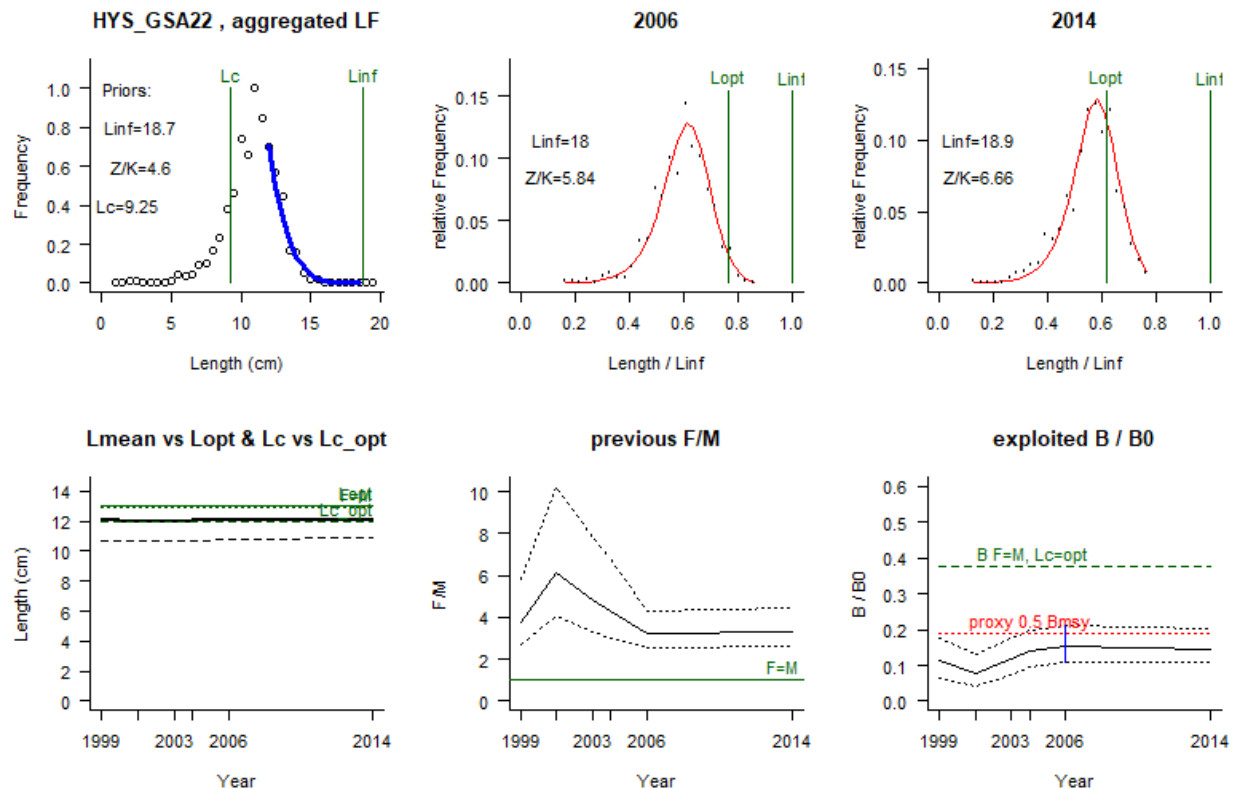 HYS_GSA22 , aggregated LF
Frequency
1.0
0.8
0.6
0.4
0.2
0.0
Priors:
Linf=18.7
Z/K=4.6
Lc=9.25
Lc
Linf
0
5
10
15
20
Length (cm)
2006
relative Frequency
0.15
0.10
0.05
0.00
Linf=18
Z/K=5.84
Lopt
Linf
0.0
0.2
0.4
0.6
0.8
1.0
Length / Linf
2014
relative Frequency
0.15
0.10
0.05
0.00
Linf=18.9
Z/K=6.66
Lopt
Linf
0.0
0.2
0.4
0.6
0.8
1.0
Length / Linf
Lmean vs Lopt & Lc vs Lc_opt
Length (cm)
14
12
10
8
6
4
2
0
Lopt
Lc_opt
1999
2003
2006
2014
Year
previous F/M
F/M
10
8
6
4
2
0
F=M
1999
2003
2006
2014
Year
exploited B / B0
B / B0
0.6
0.5
0.4
0.3
0.2
0.1
0.0
B F=M, Lc=opt
proxy 0.5 Bmsy
1999
2003
2006
2014
Year